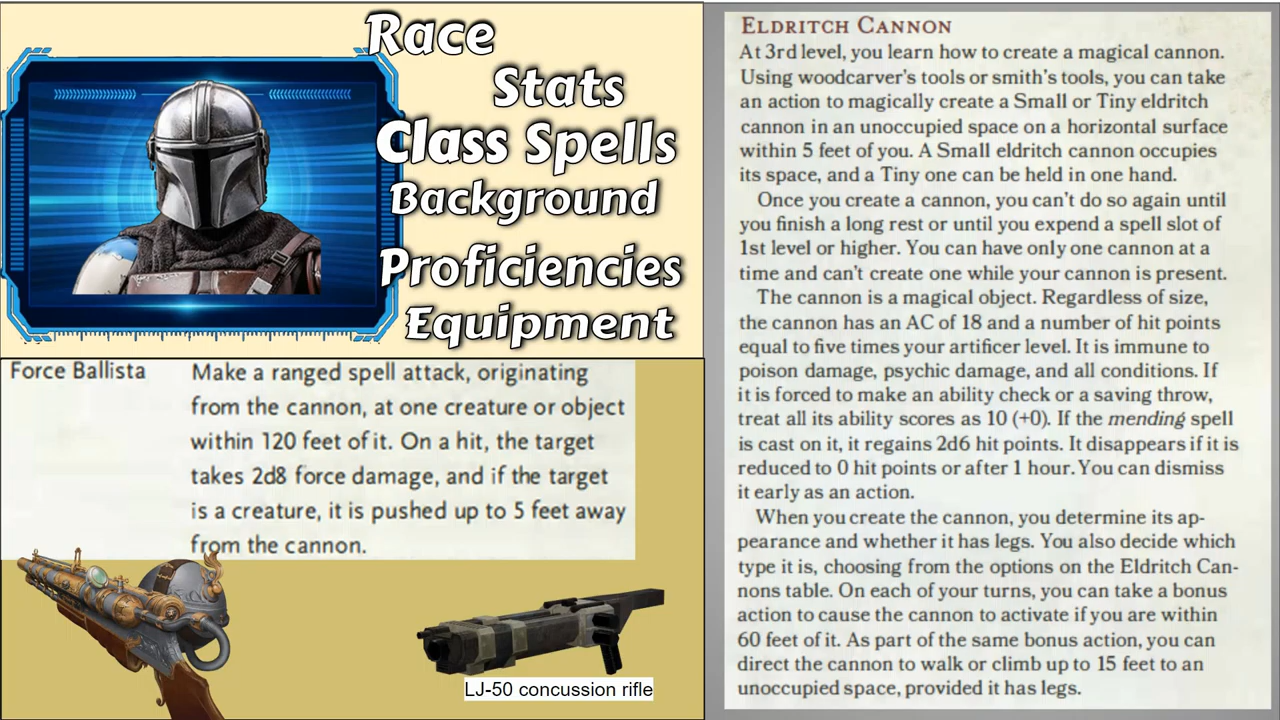 Race
Stats
Class Spells
Background
Proficiencies
Equipment
Force Ballista
Make a ranged spell attack, originating
from the cannon, at one creature or object
within 120 feet of it. On a hit, the target
takes 2d8 force damage, and if the target
is a creature, it is pushed up to 5 feet away
from the cannon.
LJ-50 concussion rifle
ELDRITCH CANNON
At 3rd level, you learn how to create a magical cannon.
Using woodcarver's tools or smith's tools, you can take
an action to magically create a Small or Tiny eldritch
cannon in an unoccupied space on a horizontal surface
within 5 feet of you. A Small eldritch cannon occupies
its space, and a Tiny one can be held in one hand.
Once you create a cannon, you can't do so again until
you finish a long rest or until you expend a spell slot of
1st level or higher. You can have only one cannon at a
time and can't create one while your cannon is present.
The cannon is a magical object. Regardless of size,
the cannon has an AC of 18 and a number of hit points
equal to five times your artificer level. It is immune to
poison damage, psychic damage, and all conditions. If
it is forced to make an ability check or a saving throw,
treat all its ability scores as 10 (+0). If the mending spell
is cast on it, it regains 2d6 hit points. It disappears if it is
reduced to 0 hit points or after 1 hour. You can dismiss
it early as an action.
When you create the cannon, you determine its ap-
pearance and whether it has legs. You also decide which
type it is, choosing from the options on the Eldritch Can-
nons table. On each of your turns, you can take a bonus
action to cause the cannon to activate if you are within
60 feet of it. As part of the same bonus action, you can
direct the cannon to walk or climb up to 15 feet to an
unoccupied space, provided it has legs.